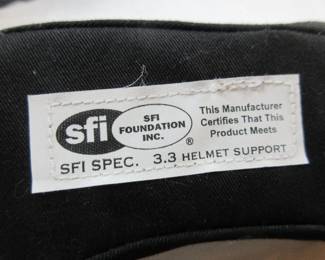 sfi
SFI
FOUNDATION
INC.
®
This Manufacturer
Certifies That This
Product Meets
SFI SPEC. 3.3 HELMET SUPPORT